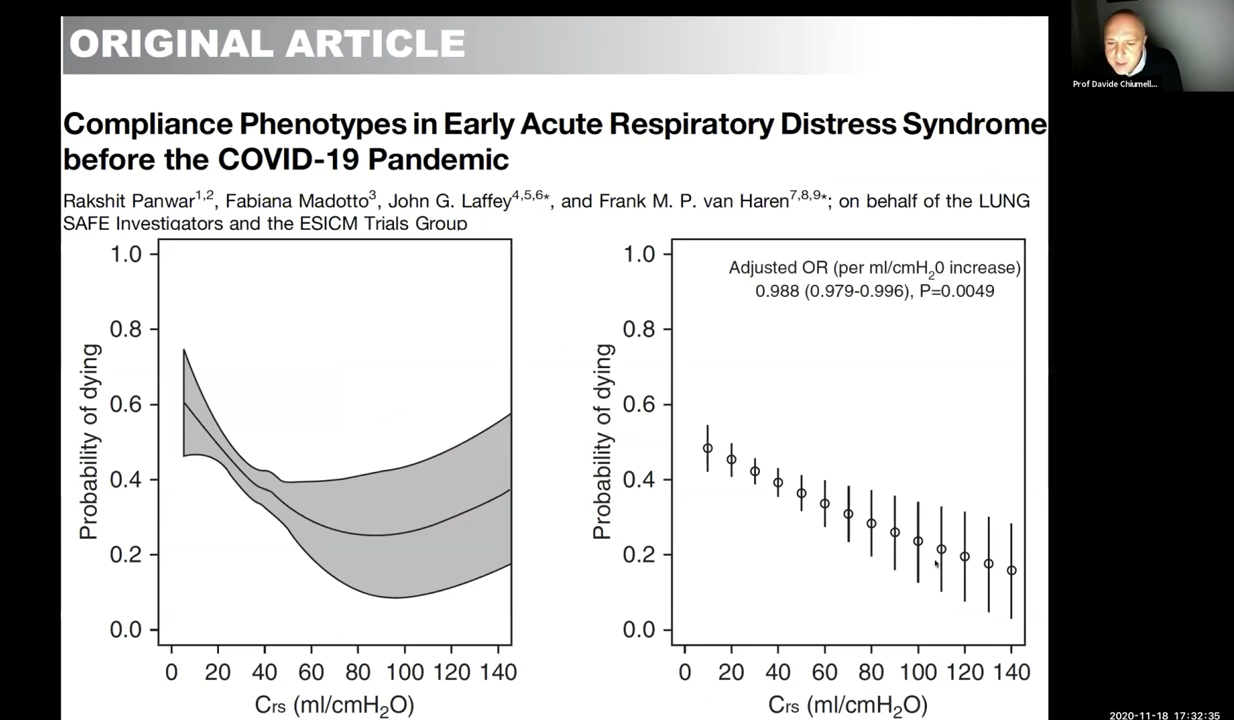 ORIGINAL ARTICLE
Prof Davide Chiumell...
Compliance Phenotypes in Early Acute Respiratory Distress Syndrome
before the COVID-19 Pandemic
Rakshit Panwar1,2, Fabiana Madotto3, John G. Laffey4,5,6*, and Frank M. P. van Haren7,8,9*; on behalf of the LUNG
SAFE Investigators and the ESICM Trials Group
Probability of dying
1.0
0.8
0.6
0.4
0.2
0.0
0 20 40 60 80 100 120 140
Crs (ml/cmH2O)
Adjusted OR (per ml/cmH20 increase)
0.988 (0.979-0.996), P=0.0049
Probability of dying
1.0
0.8
0.6
0.4
0.2
0.0
0 20 40 60 80 100 120 140
Crs (ml/cmH2O)
2020-11-18 17:32:35